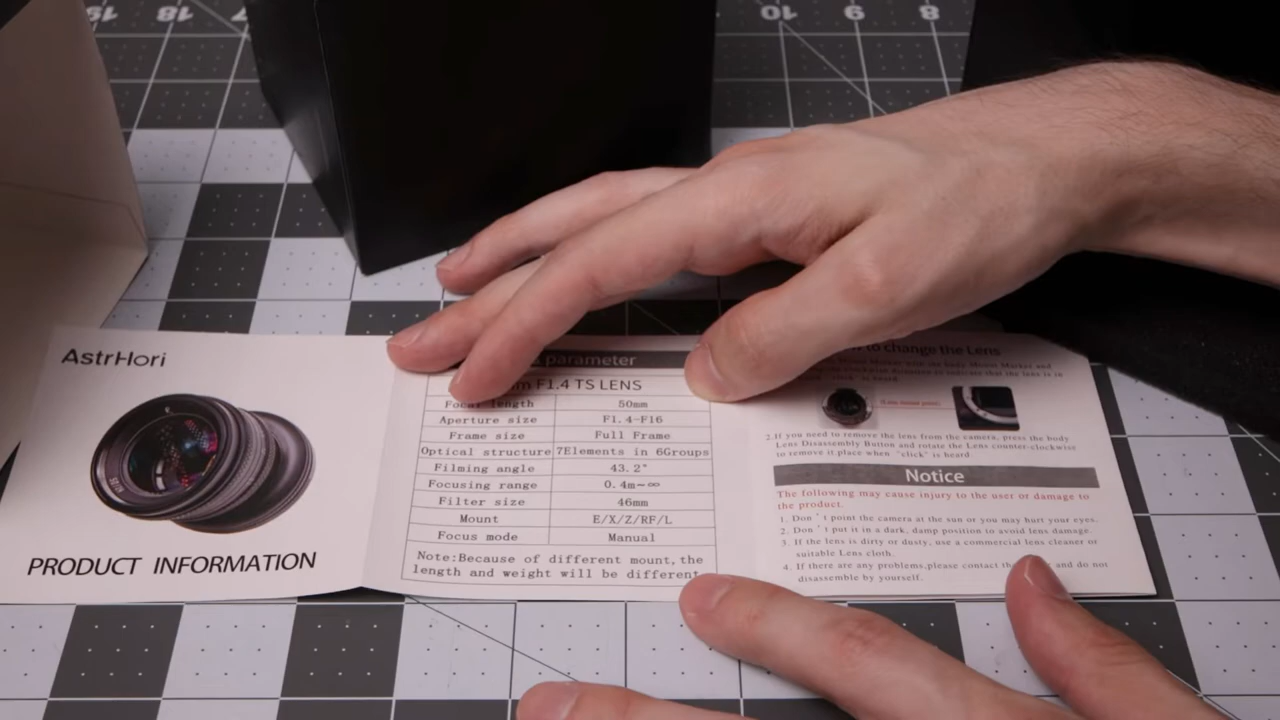 19 18 17
10 9 8
AstrHori
PRODUCT INFORMATION
parameter
m F1.4 TS LENS
Focal length 50mm
Aperture size F1.4-F16
Frame size Full Frame
Optical structure 7Elements in 6Groups
Filming angle 43.2°
Focusing range 0.4m~∞
Filter size 46mm
Mount E/X/Z/RF/L
Focus mode Manual
Note:Because of different mount,the
length and weight will be different
to change the Lens
2.If you need to remove the lens from the camera, press the body
Lens Disassembly Button and rotate the Lens counter-clockwise
to remove it.place when "click" is heard.
Notice
The following may cause injury to the user or damage to
the product.
1. Don't point the camera at the sun or you may hurt your eyes.
2. Don't put it in a dark, damp position to avoid lens damage.
3. If the lens is dirty or dusty, use a commercial lens cleaner or
suitable Lens cloth.
4. If there are any problems,please contact and do not
disassemble by yourself.